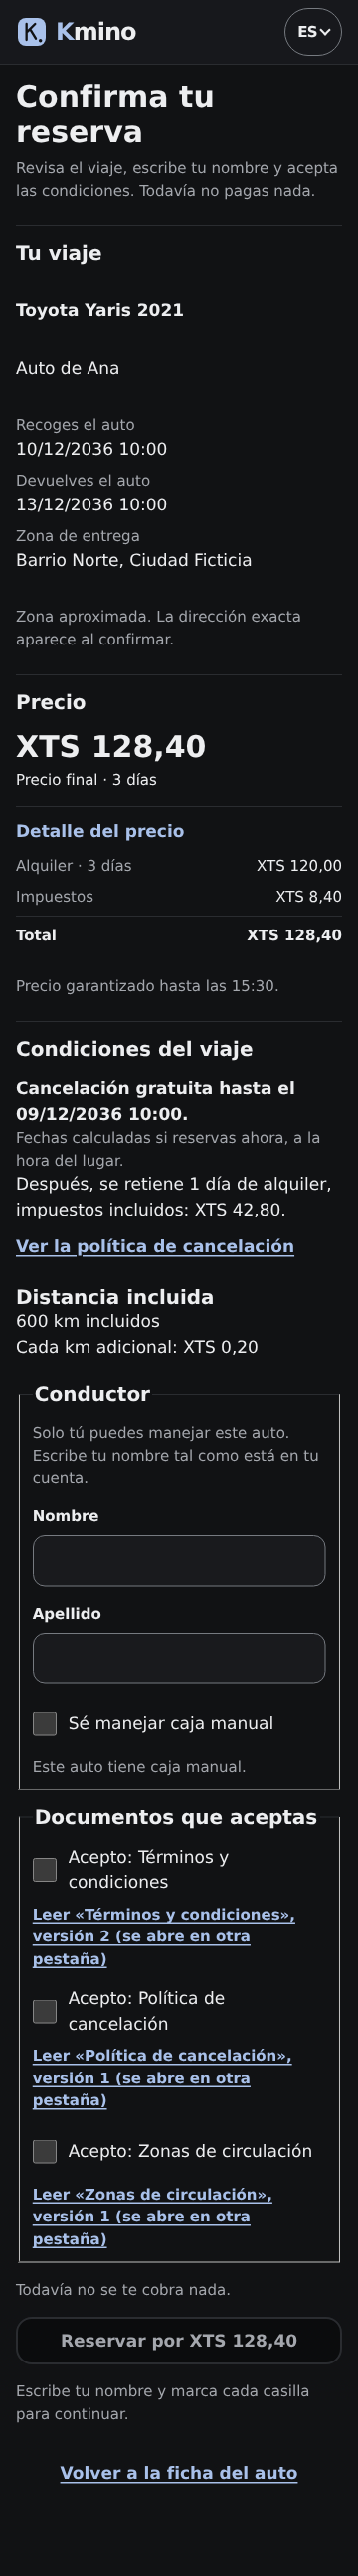 K. Kmino
ES
Confirma tu
reserva
Revisa el viaje, escribe tu nombre y acepta
las condiciones. Todavía no pagas nada.
Tu viaje
Toyota Yaris 2021
Auto de Ana
Recoges el auto
10/12/2036 10:00
Devuelves el auto
13/12/2036 10:00
Zona de entrega
Barrio Norte, Ciudad Ficticia
Zona aproximada. La dirección exacta
aparece al confirmar.
Precio
XTS 128,40
Precio final · 3 días
Detalle del precio
Alquiler · 3 días XTS 120,00
Impuestos XTS 8,40
Total XTS 128,40
Precio garantizado hasta las 15:30.
Condiciones del viaje
Cancelación gratuita hasta el
09/12/2036 10:00.
Fechas calculadas si reservas ahora, a la
hora del lugar.
Después, se retiene 1 día de alquiler,
impuestos incluidos: XTS 42,80.
Ver la política de cancelación
Distancia incluida
600 km incluidos
Cada km adicional: XTS 0,20
Conductor
Solo tú puedes manejar este auto.
Escribe tu nombre tal como está en tu
cuenta.
Nombre
Apellido
Sé manejar caja manual
Este auto tiene caja manual.
Documentos que aceptas
Acepto: Términos y
condiciones
Leer «Términos y condiciones»,
versión 2 (se abre en otra
pestaña)
Acepto: Política de
cancelación
Leer «Política de cancelación»,
versión 1 (se abre en otra
pestaña)
Acepto: Zonas de circulación
Leer «Zonas de circulación»,
versión 1 (se abre en otra
pestaña)
Todavía no se te cobra nada.
Reservar por XTS 128,40
Escribe tu nombre y marca cada casilla
para continuar.
Volver a la ficha del auto